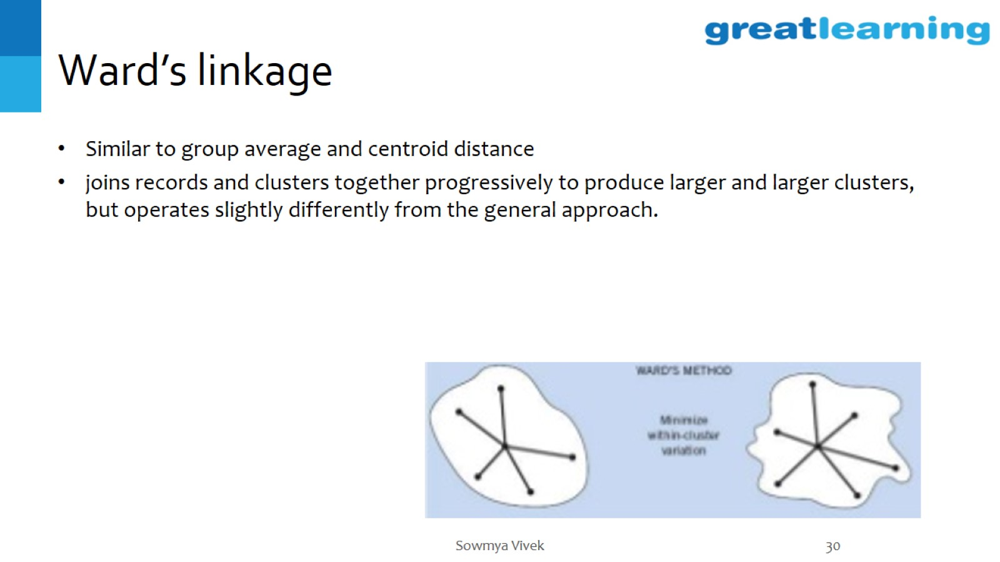 greatlearning
Ward's linkage
• Similar to group average and centroid distance
• joins records and clusters together progressively to produce larger and larger clusters,
but operates slightly differently from the general approach.
WARD'S METHOD
Minimize
within-cluster
variation
Sowmya Vivek
30